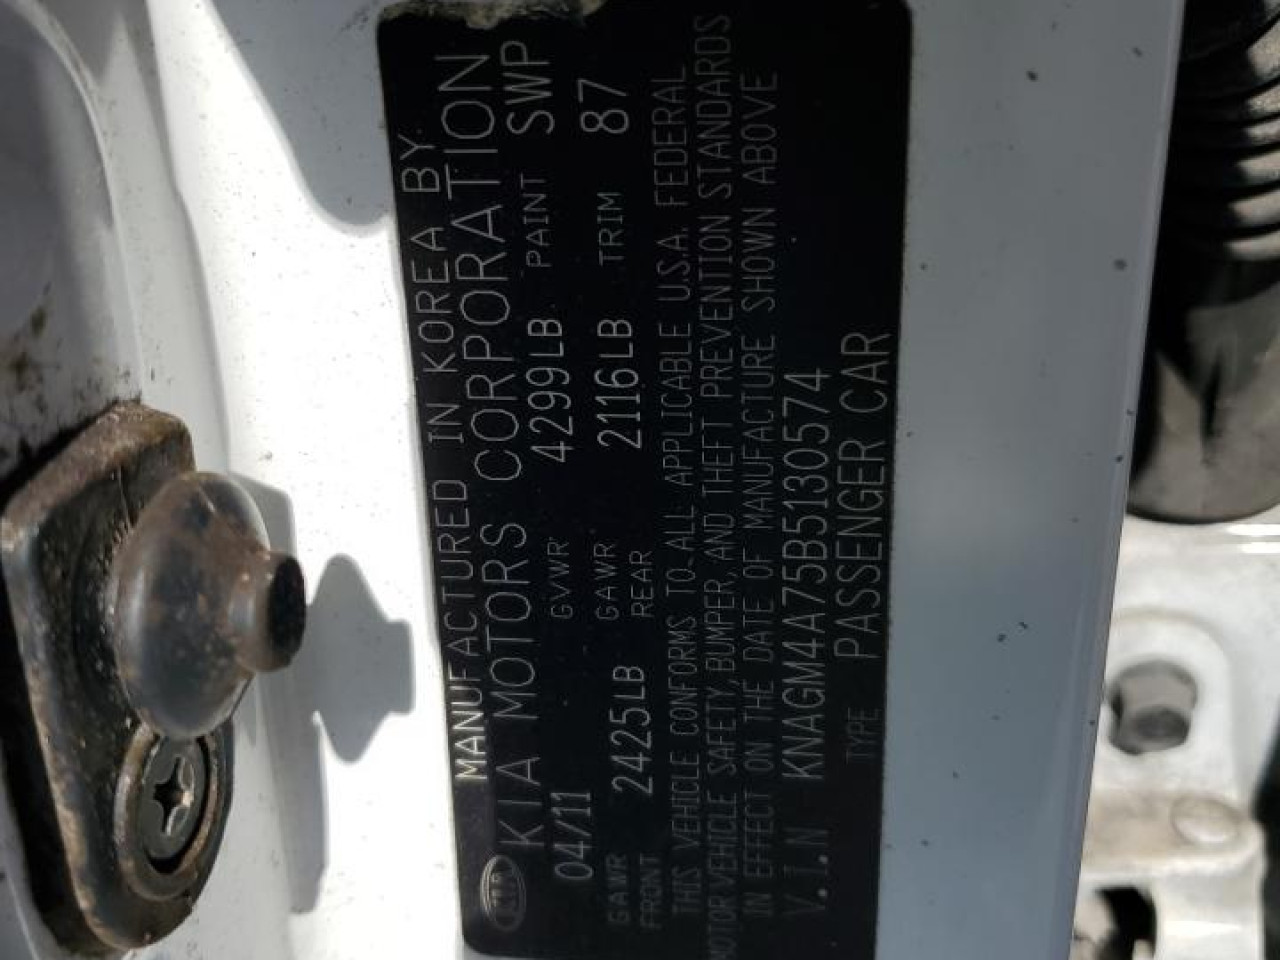 KIA
MANUFACTURED IN KOREA BY
KIA MOTORS CORPORATION
04/11 GVWR 4299LB PAINT SWP
GAWR FRONT 2425LB GAWR REAR 2116LB TRIM 87
THIS VEHICLE CONFORMS TO ALL APPLICABLE U.S.A. FEDERAL
MOTOR VEHICLE SAFETY, BUMPER, AND THEFT PREVENTION STANDARDS
IN EFFECT ON THE DATE OF MANUFACTURE SHOWN ABOVE
V.I.N KNAGM4A75B5130574
TYPE PASSENGER CAR